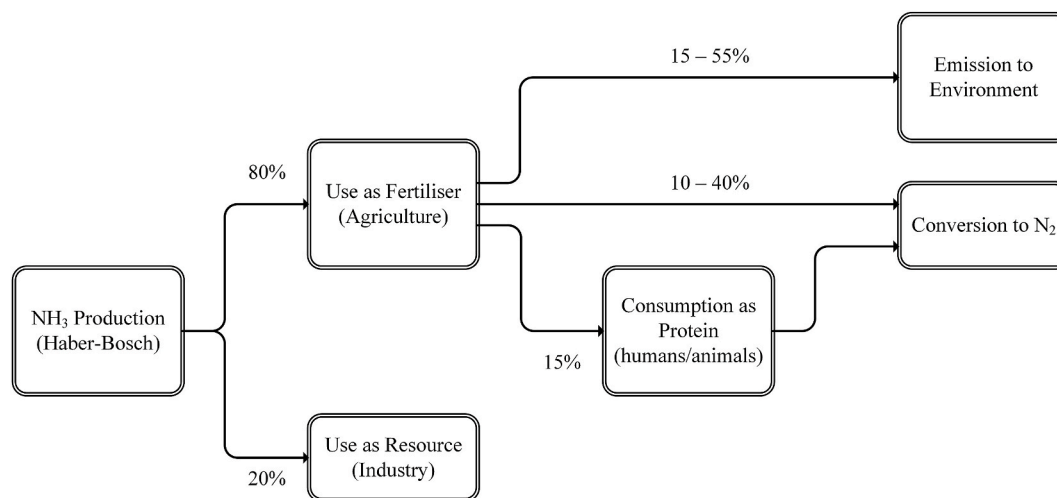 15 – 55%
Emission to
Environment
80%
Use as Fertiliser
(Agriculture)
10 – 40%
Conversion to N₂
NH₃ Production
(Haber-Bosch)
Consumption as
Protein
(humans/animals)
15%
Use as Resource
(Industry)
20%